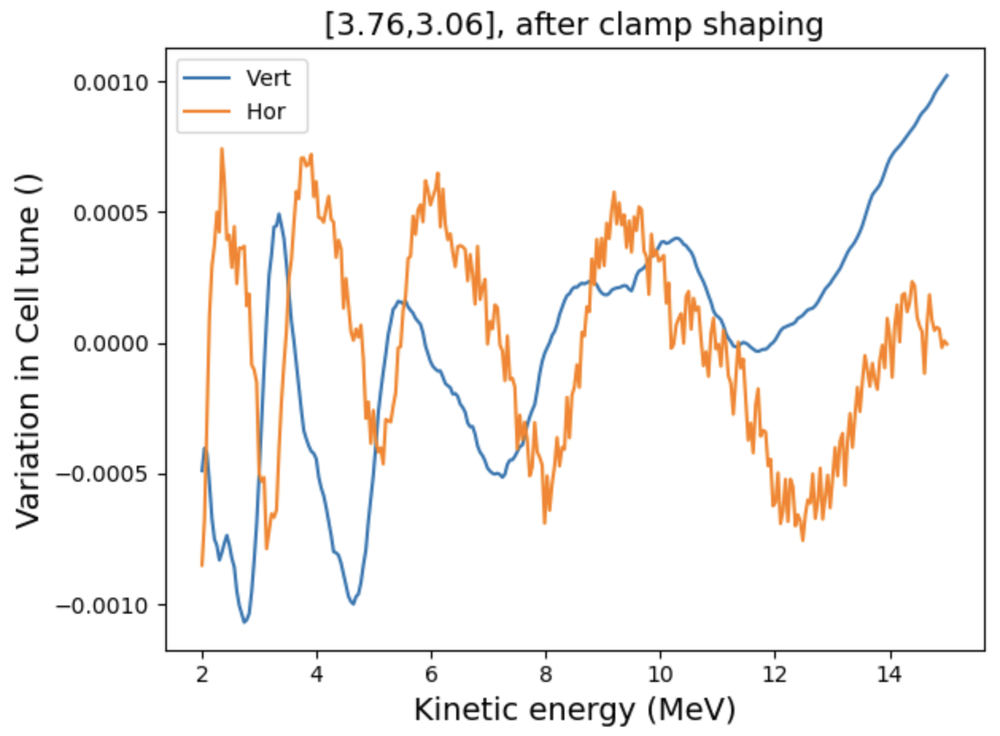 [3.76,3.06], after clamp shaping
Vert
Hor
0.0010
0.0005
0.0000
−0.0005
−0.0010
Variation in Cell tune ()
2 4 6 8 10 12 14
Kinetic energy (MeV)